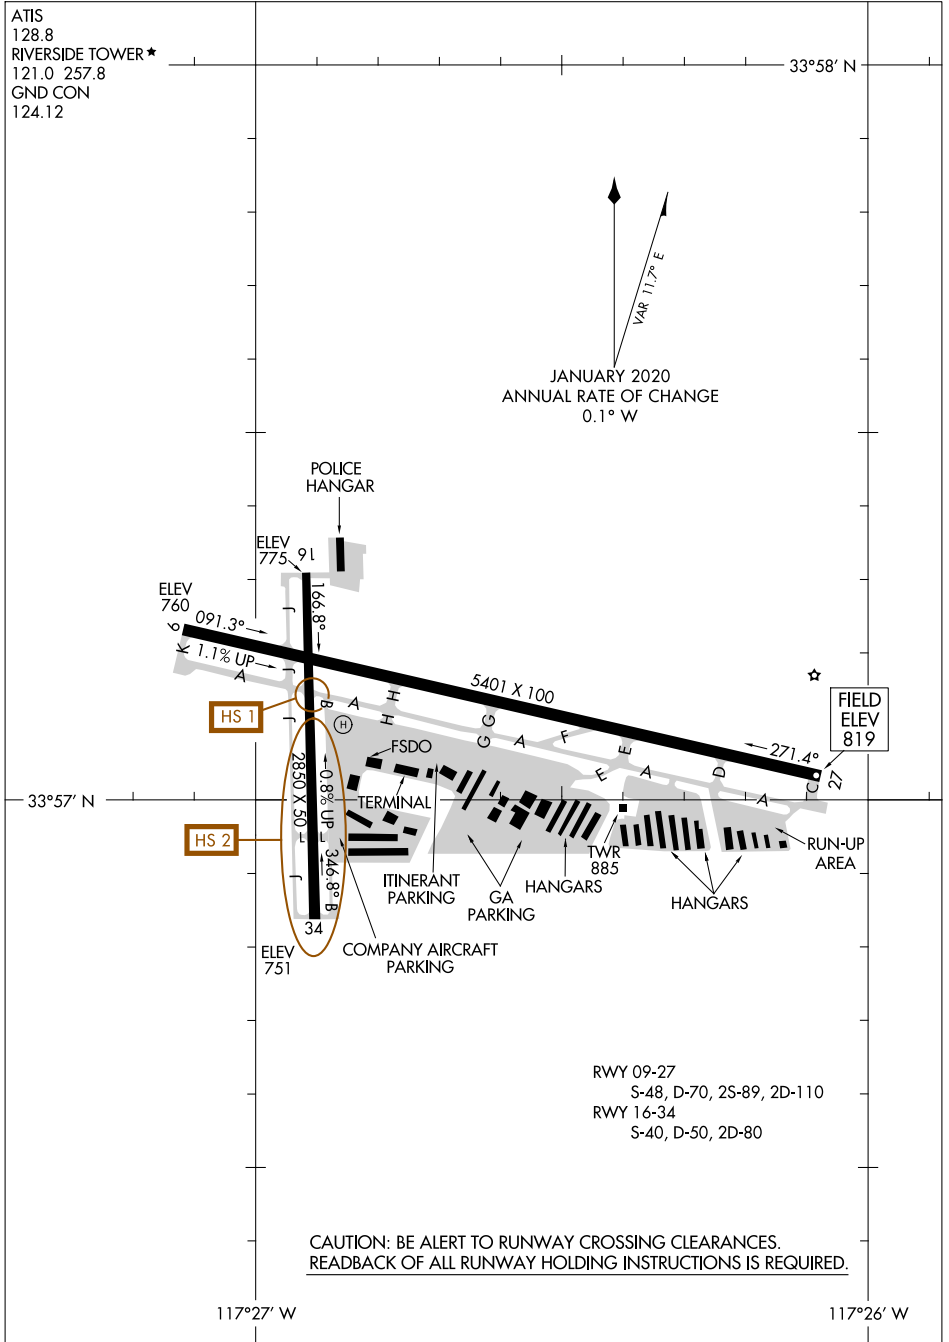 ATIS
128.8
RIVERSIDE TOWER★
121.0 257.8
GND CON
124.12
33°58' N
VAR 11.7° E
JANUARY 2020
ANNUAL RATE OF CHANGE
0.1° W
POLICE
HANGAR
ELEV
775
16
166.8°
J
ELEV
760
9
091.3°
K
1.1% UP
A
J
HS 1
J
B
A
H
H
H
5401 X 100
G
G
A
F
E
E
A
D
A
C
271.4°
27
FIELD
ELEV
819
FSDO
TERMINAL
2850 X 50
0.8% UP
33°57' N
HS 2
J
346.8°
B
34
ELEV
751
ITINERANT
PARKING
GA
PARKING
HANGARS
TWR
885
HANGARS
RUN-UP
AREA
COMPANY AIRCRAFT
PARKING
RWY 09-27
S-48, D-70, 2S-89, 2D-110
RWY 16-34
S-40, D-50, 2D-80
CAUTION: BE ALERT TO RUNWAY CROSSING CLEARANCES.
READBACK OF ALL RUNWAY HOLDING INSTRUCTIONS IS REQUIRED.
117°27' W
117°26' W